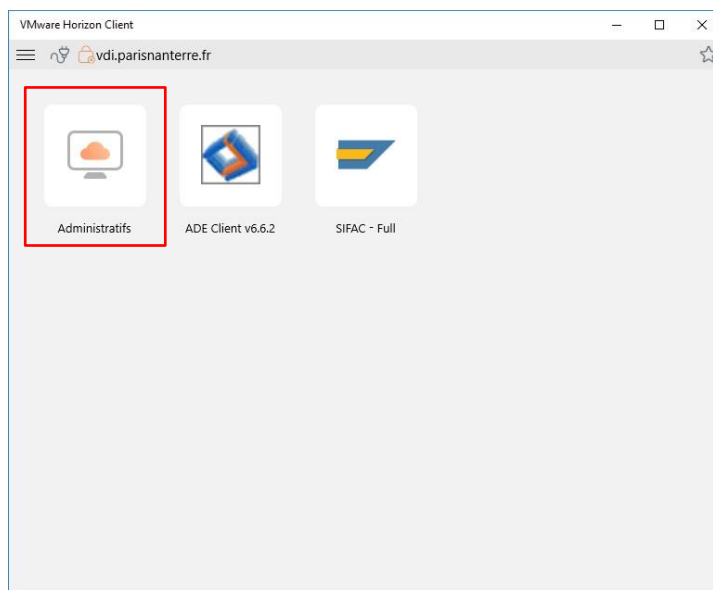 VMware Horizon Client
vdi.parisnanterre.fr
Administratifs
ADE Client v6.6.2
SIFAC - Full